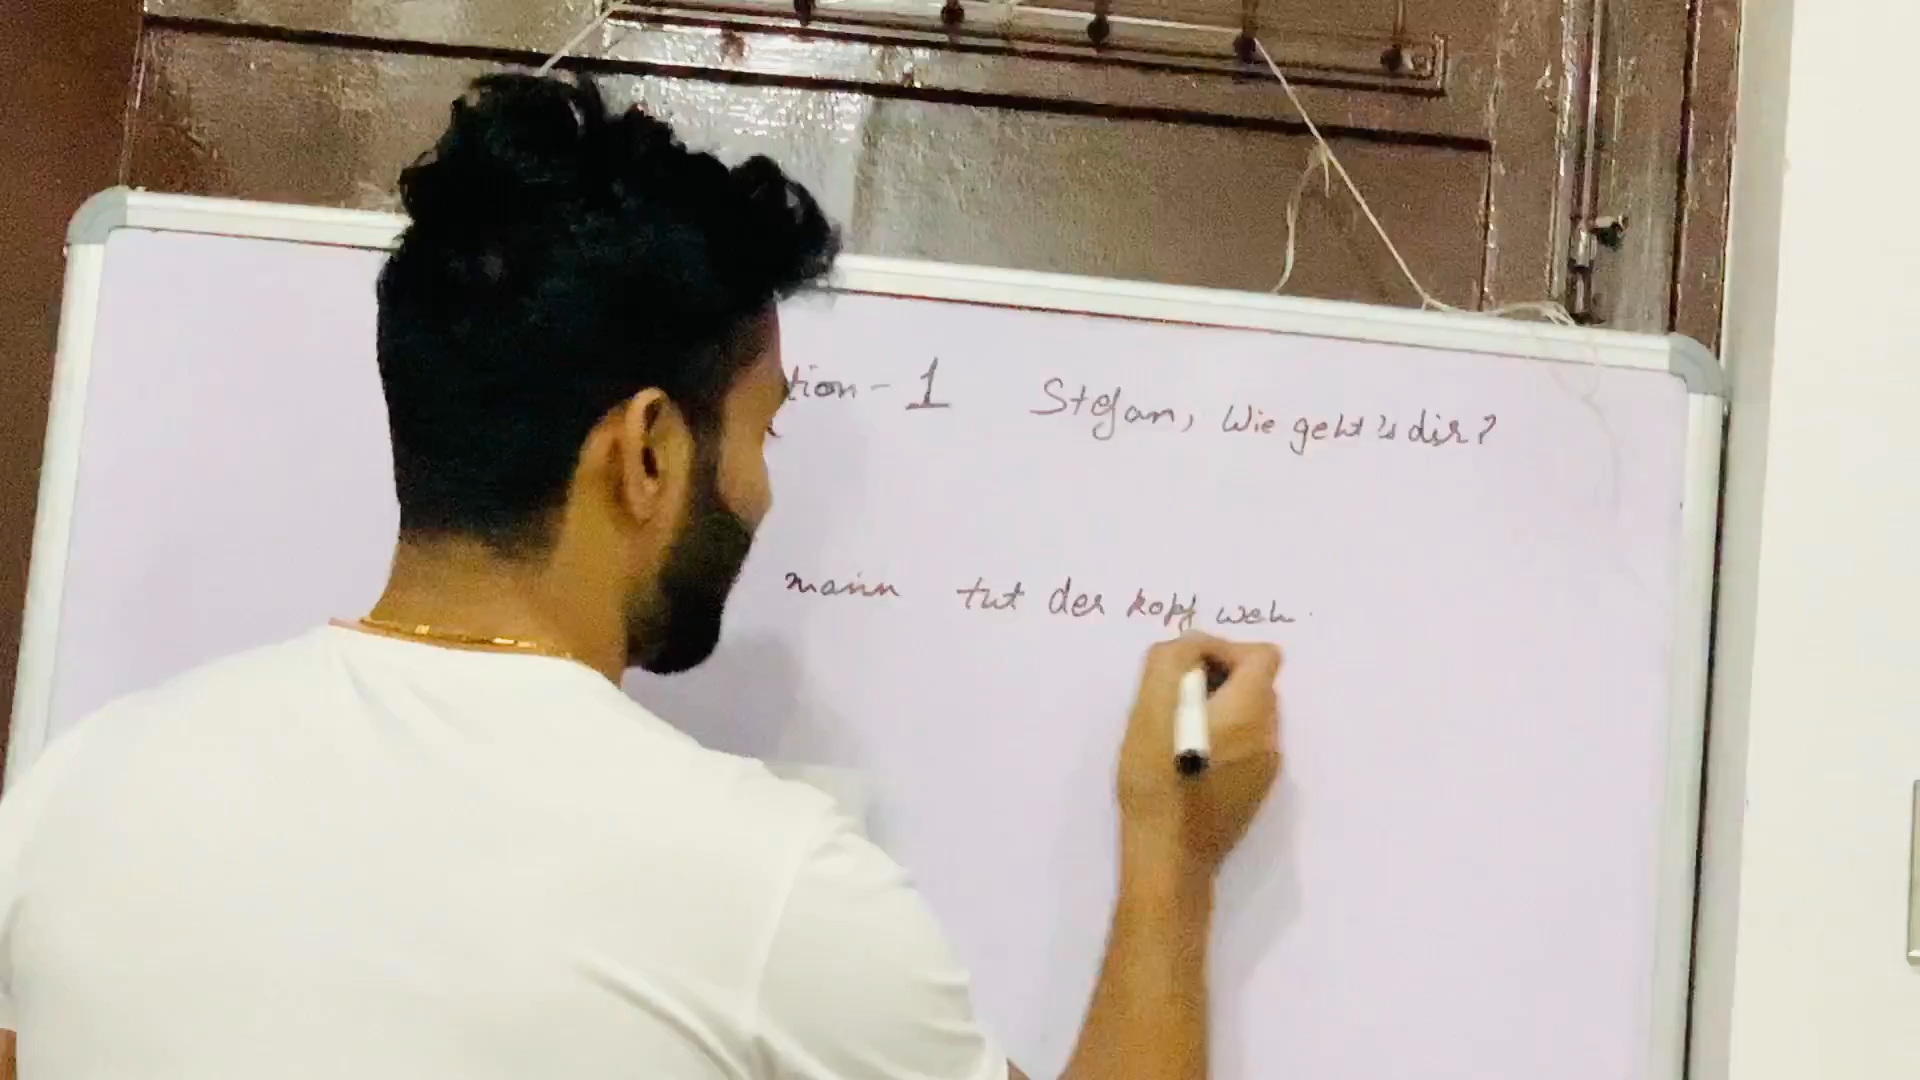 tion - 1 Stefan, Wie geht's dir?
mann tut der kopf weh.